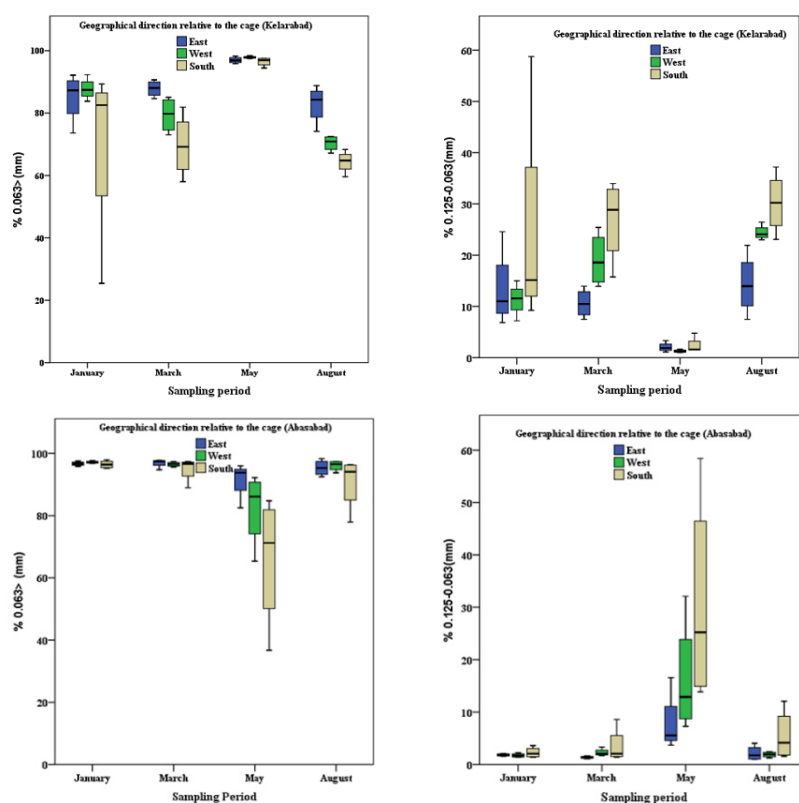 Geographical direction relative to the cage (Kelarabad)
East
West
South
% 0.063> (mm)
100
80
60
40
20
0
January March May August
Sampling period
Geographical direction relative to the cage (Kelarabad)
East
West
South
% 0.125-0.063(mm)
60
50
40
30
20
10
0
January March May August
Sampling period
Geographical direction relative to the cage (Abasabad)
East
West
South
% 0.063> (mm)
100
80
60
40
20
0
January March May August
Sampling Period
Geographical direction relative to the cage (Abasabad)
East
West
South
% 0.125-0.063(mm)
60
50
40
30
20
10
0
January March May August
Sampling Period